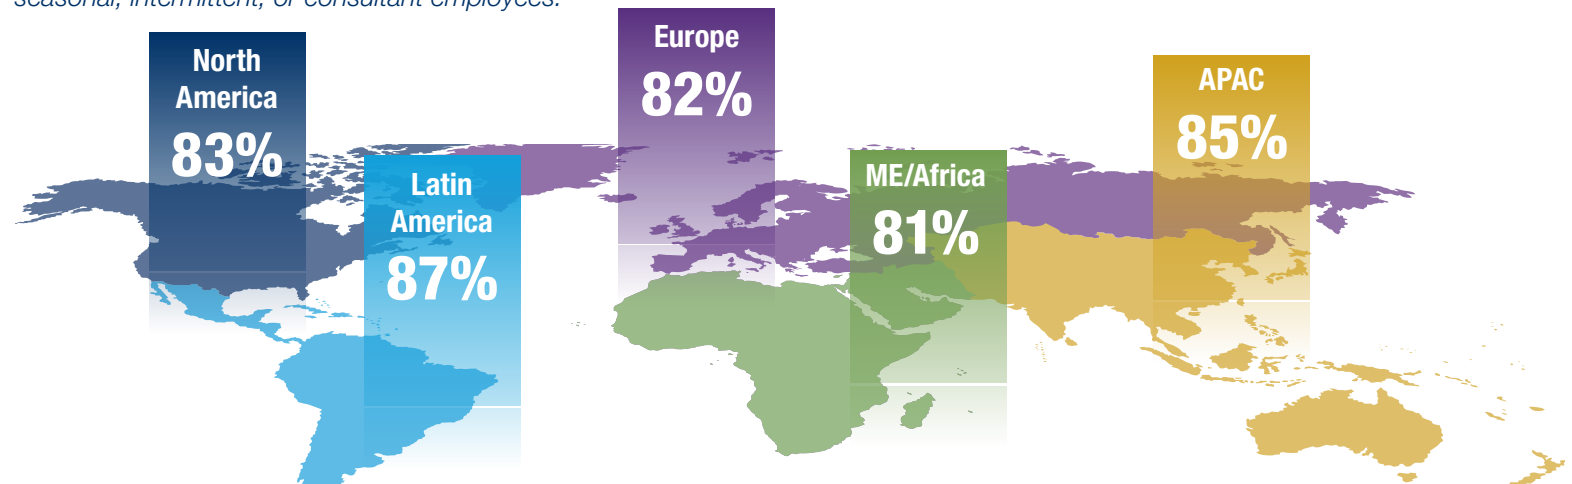 seasonal, intermittent, or consultant employees.
North
America
83%
Latin
America
87%
Europe
82%
ME/Africa
81%
APAC
85%